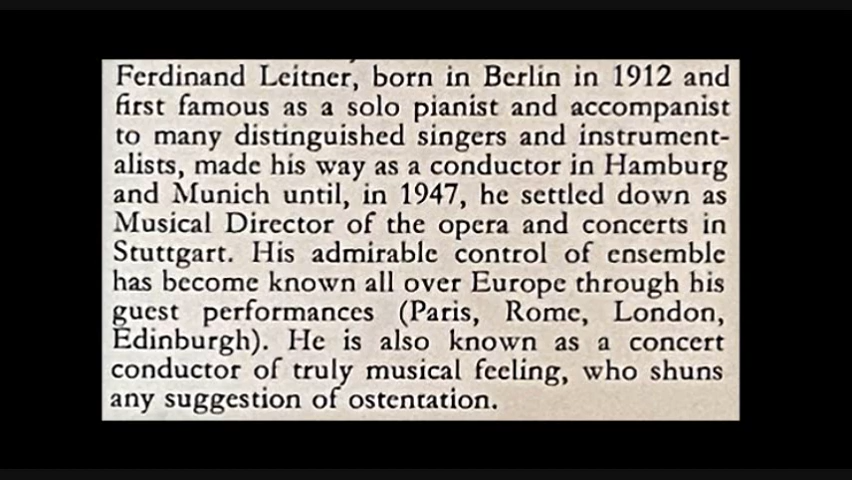 Ferdinand Leitner, born in Berlin in 1912 and
first famous as a solo pianist and accompanist
to many distinguished singers and instrument-
alists, made his way as a conductor in Hamburg
and Munich until, in 1947, he settled down as
Musical Director of the opera and concerts in
Stuttgart. His admirable control of ensemble
has become known all over Europe through his
guest performances (Paris, Rome, London,
Edinburgh). He is also known as a concert
conductor of truly musical feeling, who shuns
any suggestion of ostentation.